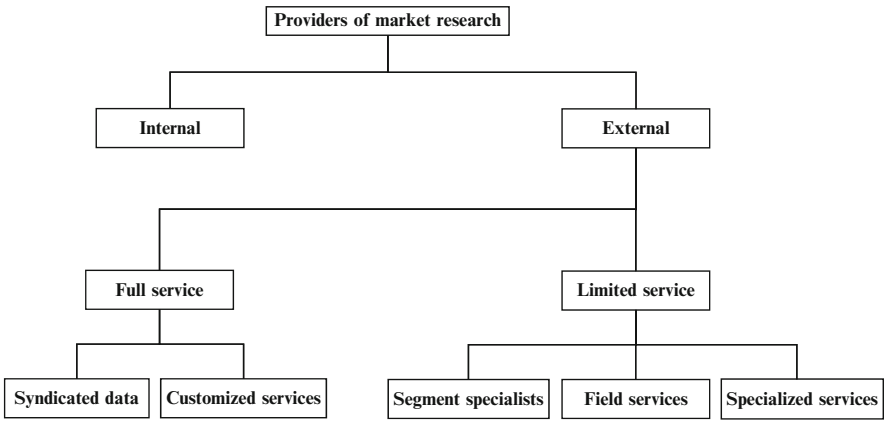 Providers of market research
Internal
External
Full service
Limited service
Syndicated data
Customized services
Segment specialists
Field services
Specialized services